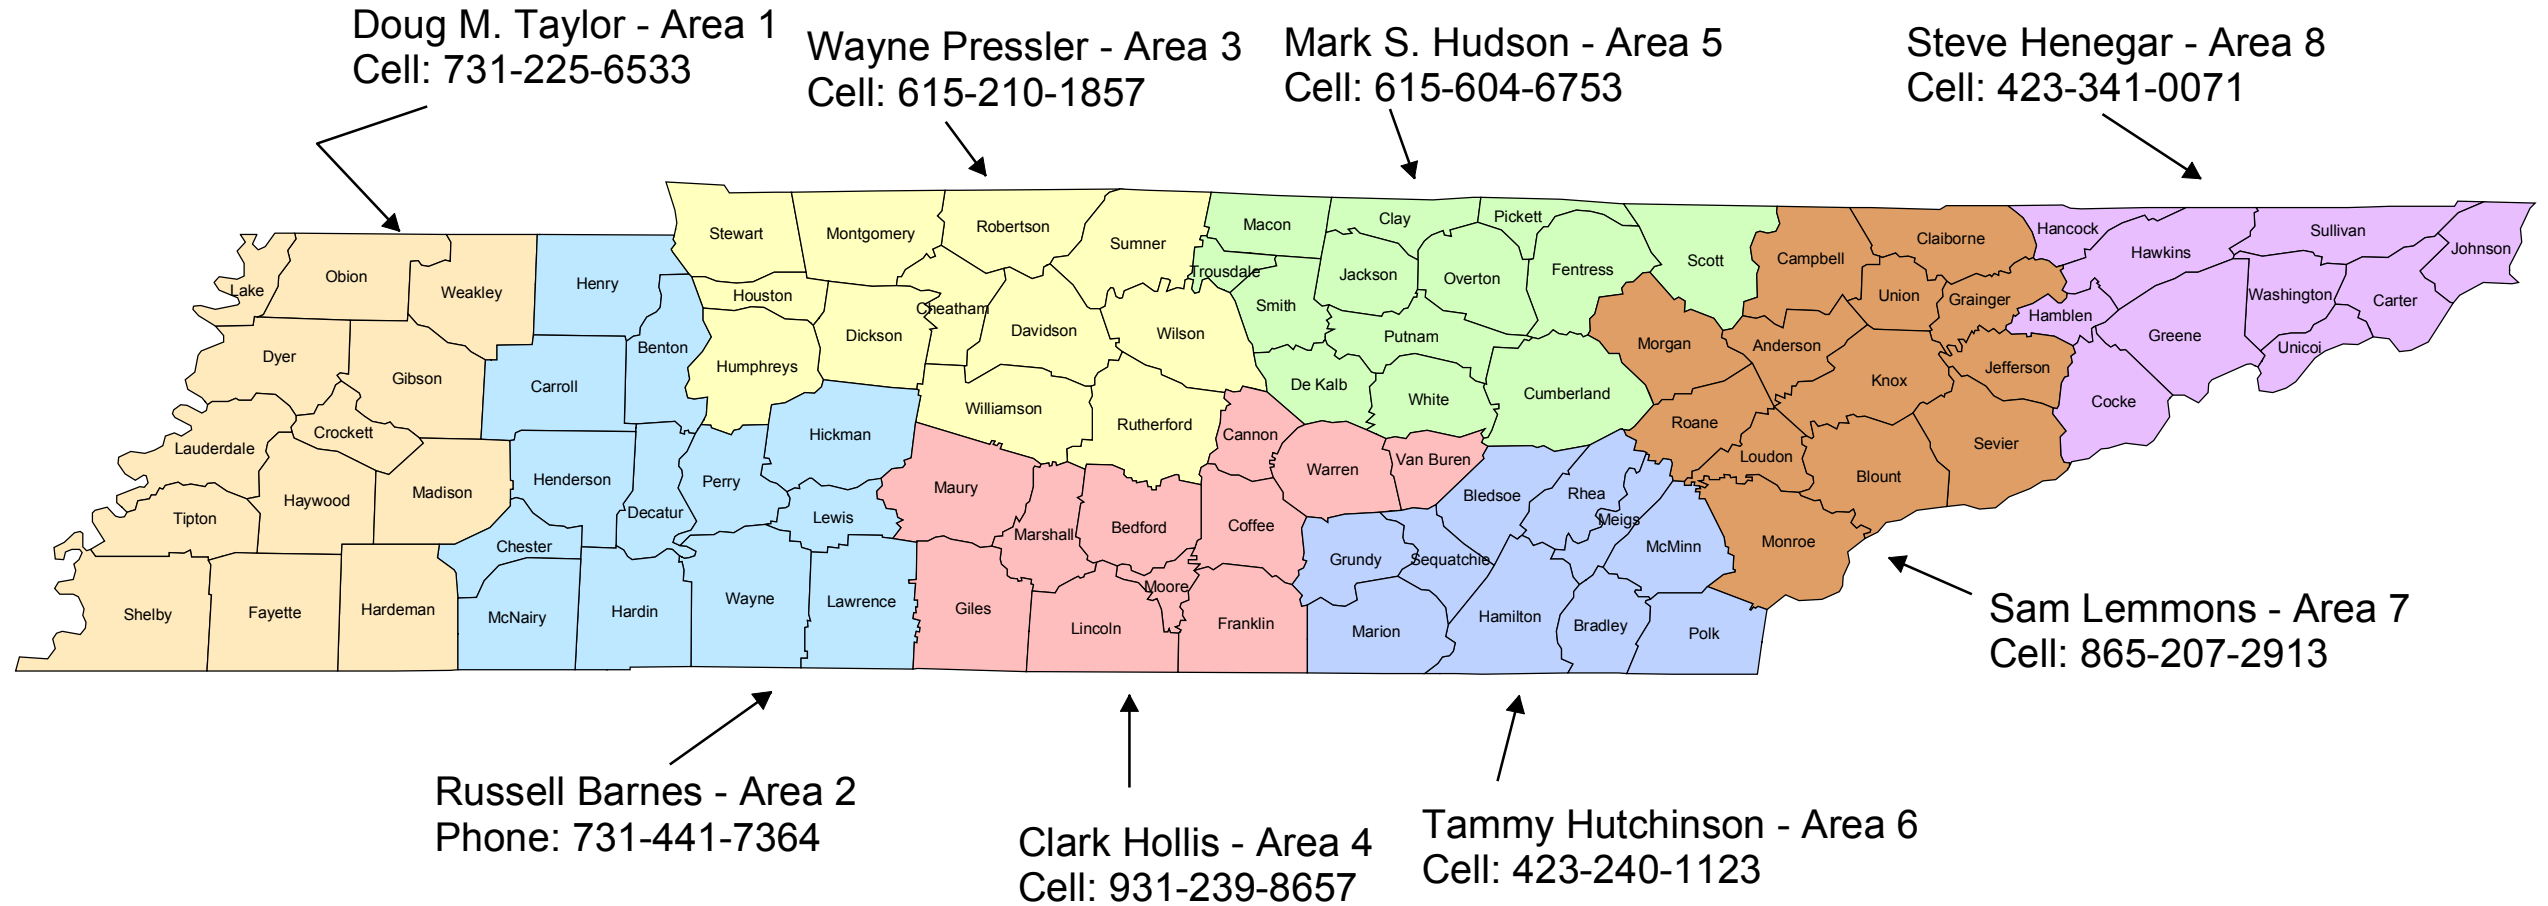 Doug M. Taylor - Area 1
Cell: 731-225-6533
Wayne Pressler - Area 3
Cell: 615-210-1857
Mark S. Hudson - Area 5
Cell: 615-604-6753
Steve Henegar - Area 8
Cell: 423-341-0071
Lake
Obion
Weakley
Dyer
Gibson
Lauderdale
Crockett
Haywood
Madison
Tipton
Shelby
Fayette
Hardeman
Henry
Benton
Carroll
Henderson
Decatur
Perry
Hickman
Lewis
Chester
McNairy
Hardin
Wayne
Lawrence
Stewart
Montgomery
Robertson
Sumner
Houston
Humphreys
Dickson
Cheatham
Davidson
Wilson
Williamson
Rutherford
Maury
Marshall
Bedford
Cannon
Coffee
Warren
Van Buren
Giles
Lincoln
Moore
Franklin
Macon
Clay
Pickett
Trousdale
Smith
Jackson
Overton
Fentress
Scott
Putnam
De Kalb
White
Cumberland
Bledsoe
Rhea
Meigs
McMinn
Grundy
Sequatchie
Marion
Hamilton
Bradley
Polk
Campbell
Claiborne
Union
Grainger
Morgan
Anderson
Knox
Jefferson
Roane
Loudon
Blount
Sevier
Monroe
Hancock
Hawkins
Sullivan
Johnson
Hamblen
Greene
Washington
Carter
Unicoi
Cocke
Sam Lemmons - Area 7
Cell: 865-207-2913
Russell Barnes - Area 2
Phone: 731-441-7364
Clark Hollis - Area 4
Cell: 931-239-8657
Tammy Hutchinson - Area 6
Cell: 423-240-1123